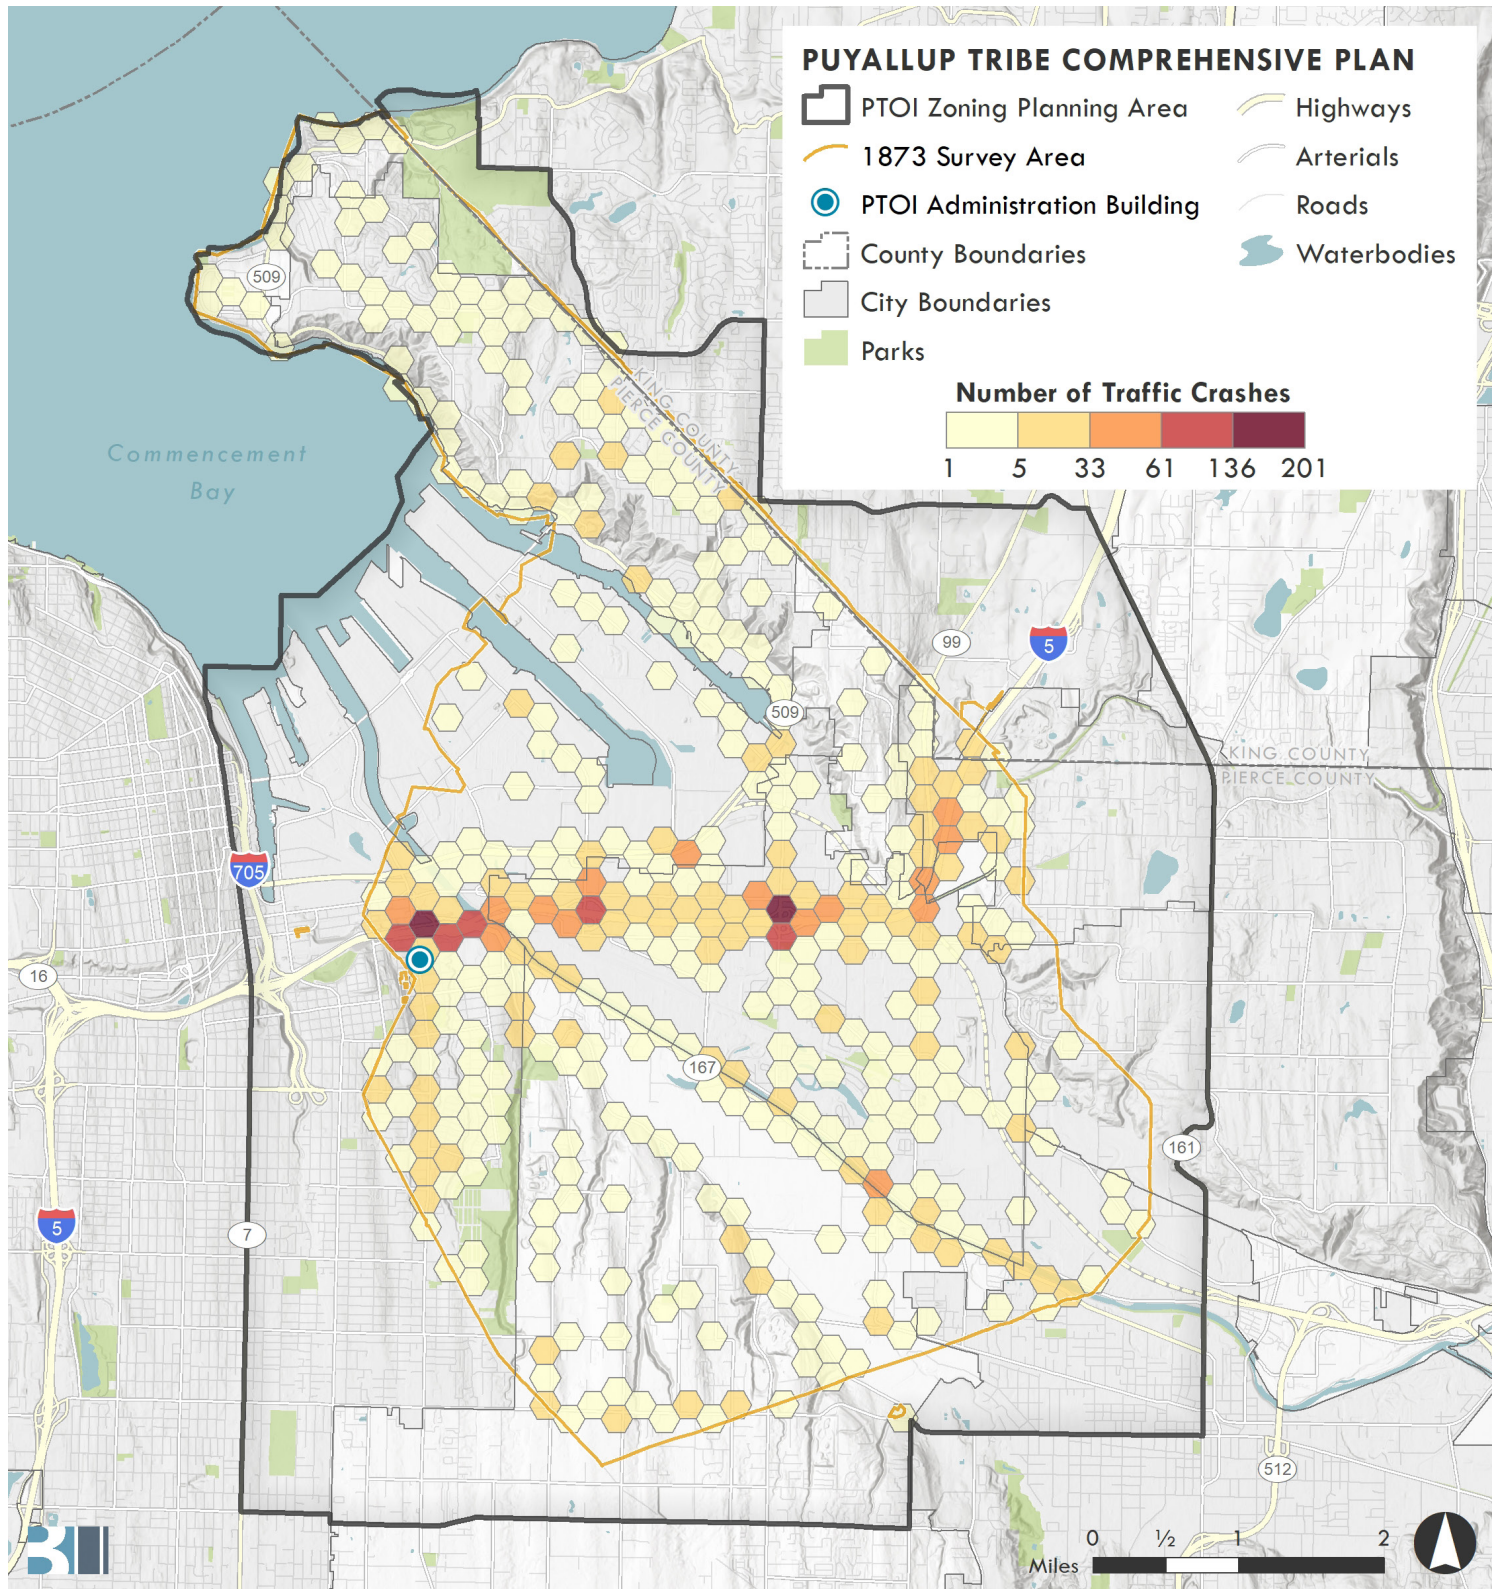 PUYALLUP TRIBE COMPREHENSIVE PLAN
PTOI Zoning Planning Area
Highways
1873 Survey Area
Arterials
PTOI Administration Building
Roads
County Boundaries
Waterbodies
City Boundaries
Parks
Number of Traffic Crashes
1 5 33 61 136 201
509
KING COUNTY
PIERCE COUNTY
Commencement
Bay
99
5
509
KING COUNTY
PIERCE COUNTY
705
16
167
161
5
7
512
0 ½ 1 2
Miles